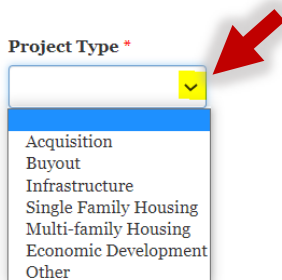 Project Type *
Acquisition
Buyout
Infrastructure
Single Family Housing
Multi-family Housing
Economic Development
Other